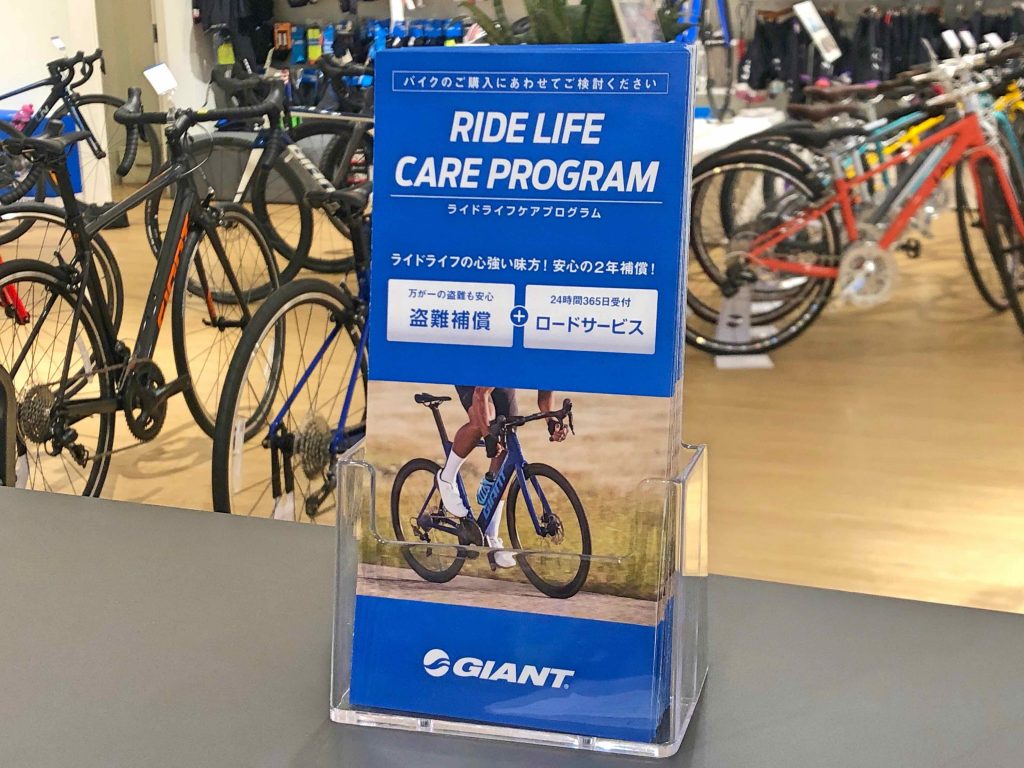 バイクのご購入にあわせてご検討ください
RIDE LIFE
CARE PROGRAM
ライドライフケアプログラム
ライドライフの心強い味方！安心の2年補償！
万が一の盗難も安心
盗難補償
+
24時間365日受付
ロードサービス
GIANT
GIANT
GIANT